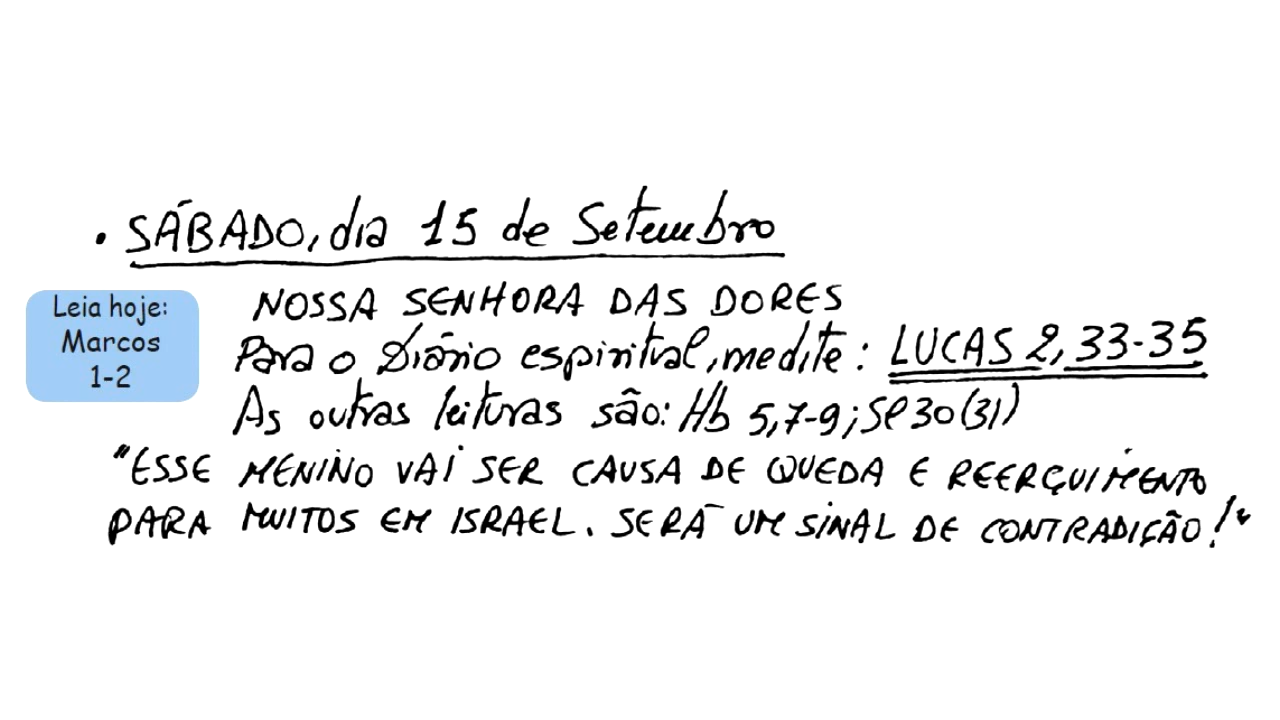 • SÁBADO, dia 15 de Setembro
Leia hoje:
Marcos
1-2
NOSSA SENHORA DAS DORES
Para o Diário espiritual, medite: LUCAS 2, 33-35
As outras leituras são: Hb 5,7-9; Sl 30(31)
"ESSE MENINO VAI SER CAUSA DE QUEDA E REERGUIMENTO
PARA MUITOS EM ISRAEL. SERÁ UM SINAL DE CONTRADIÇÃO!"